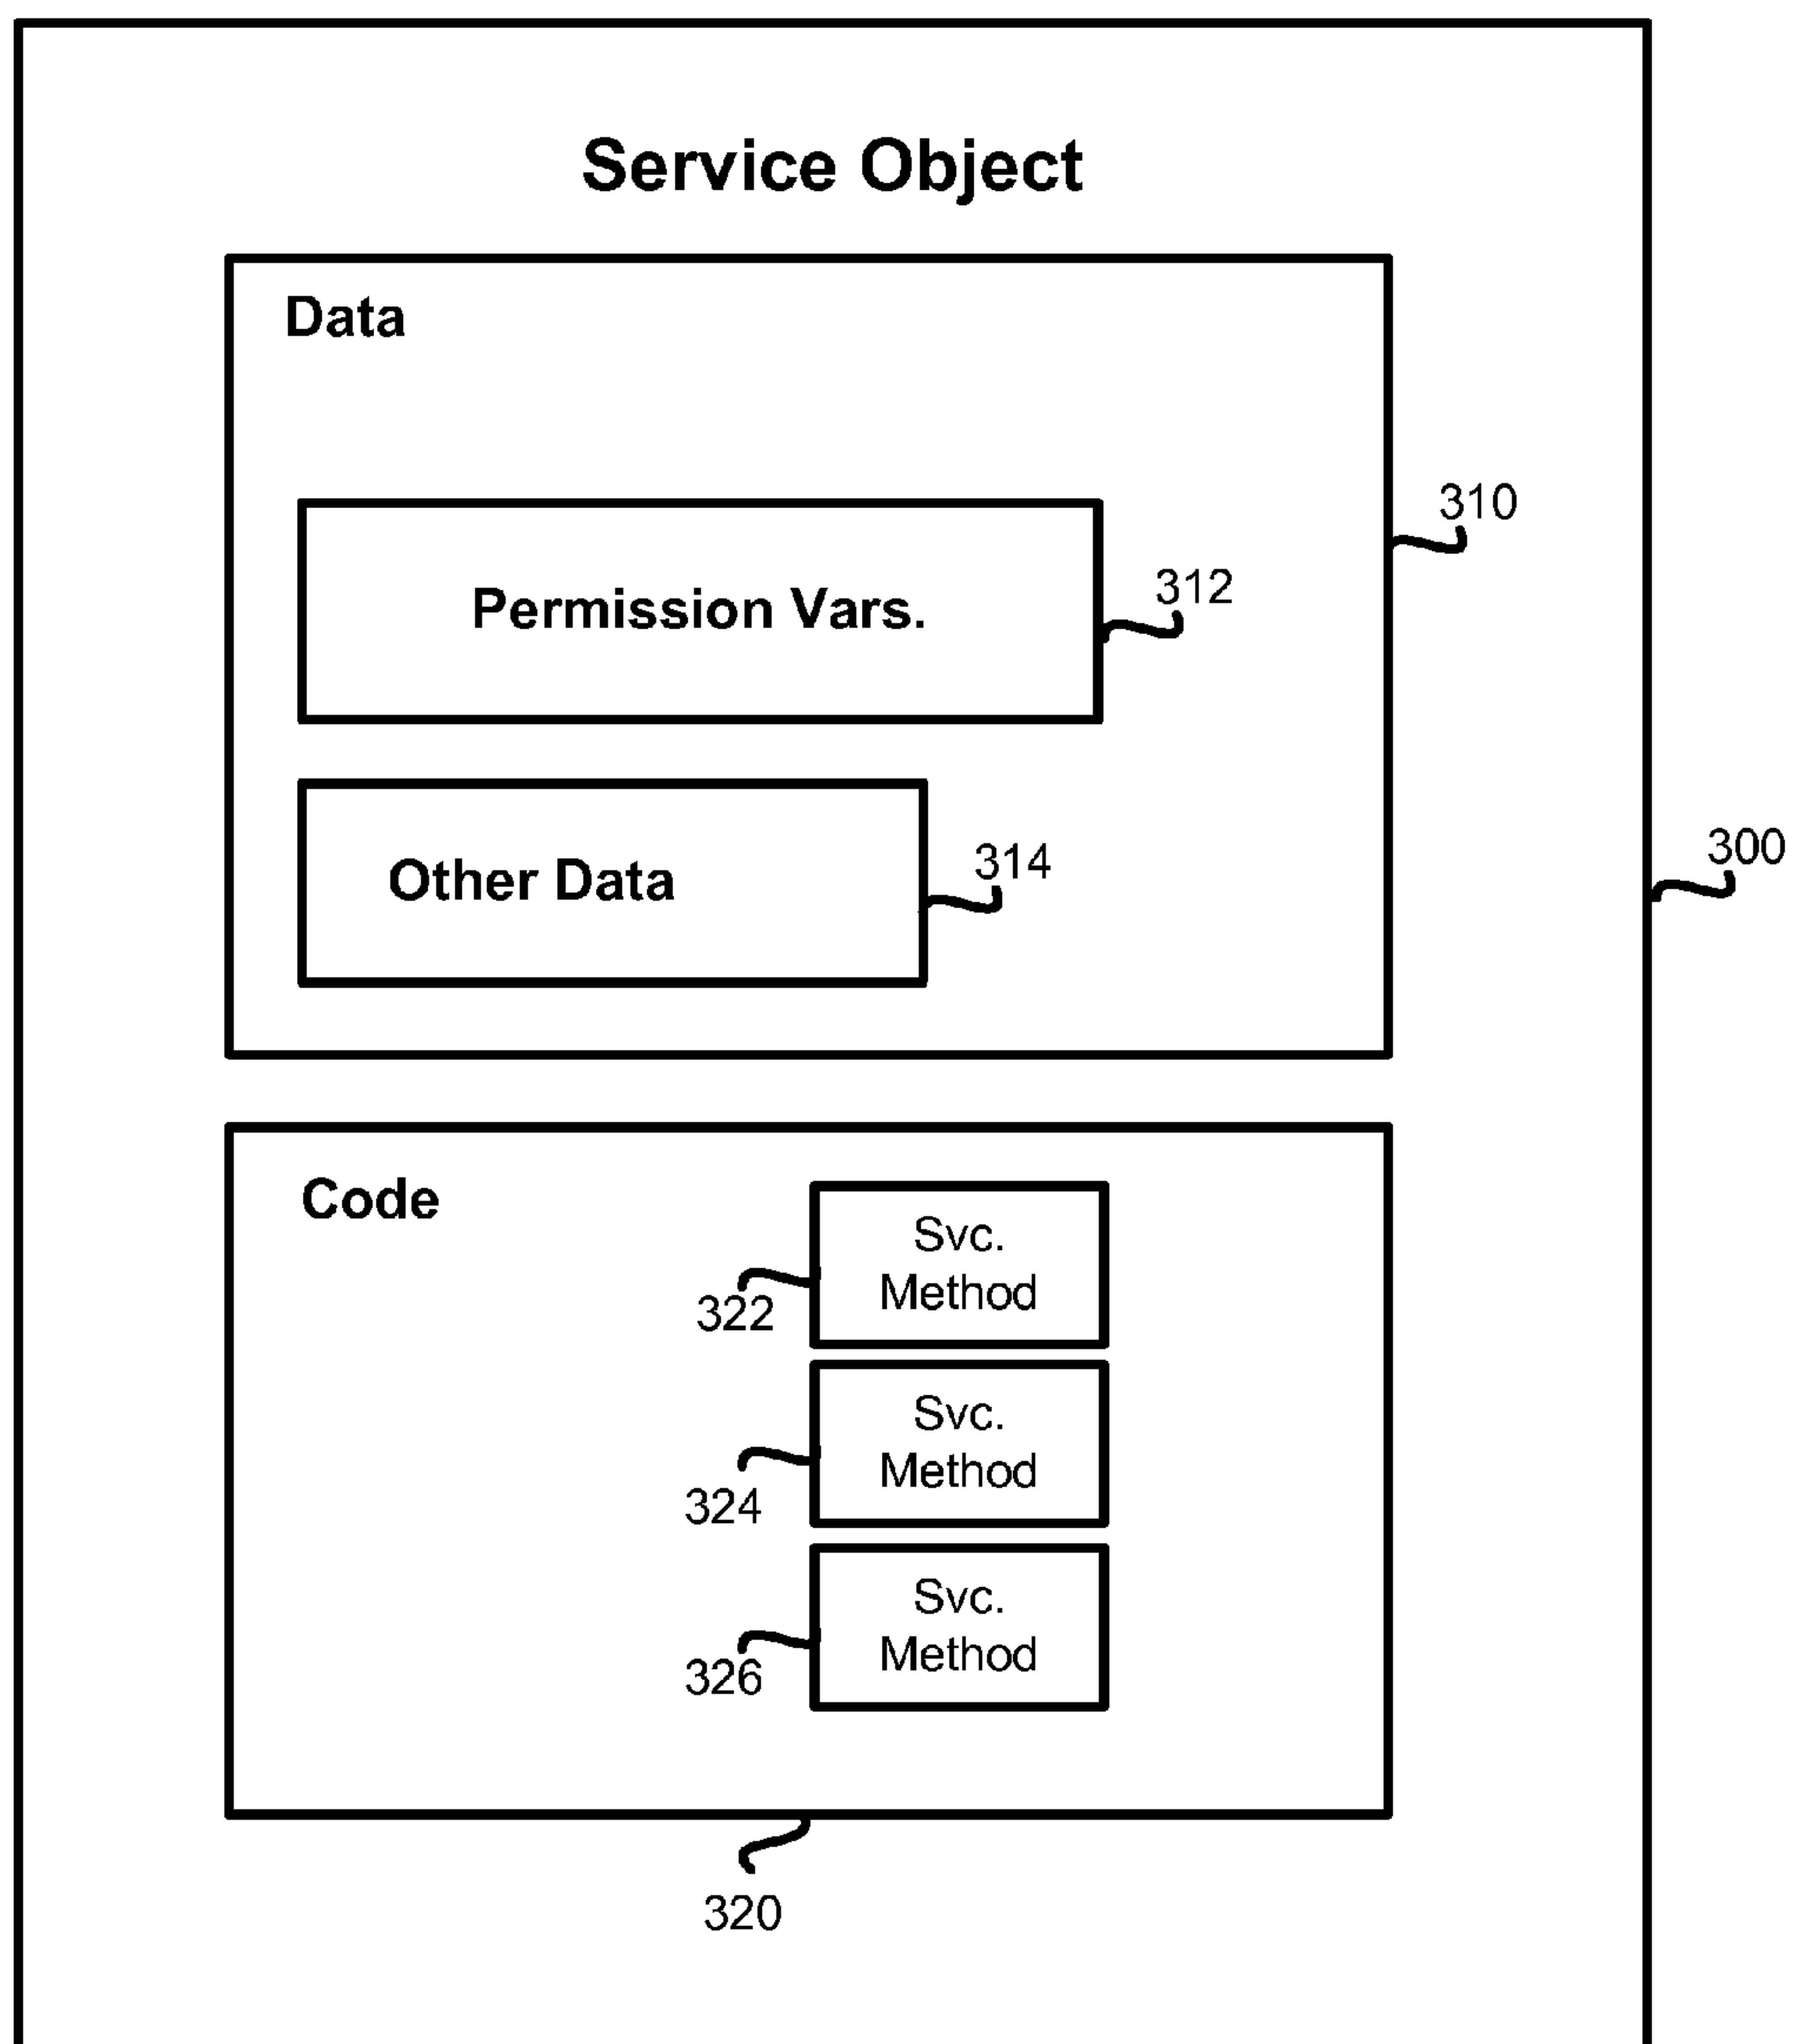 Service Object
Data
310
Permission Vars.
312
Other Data
314
300
Code
Svc.
Method
322
Svc.
Method
324
Svc.
Method
326
320